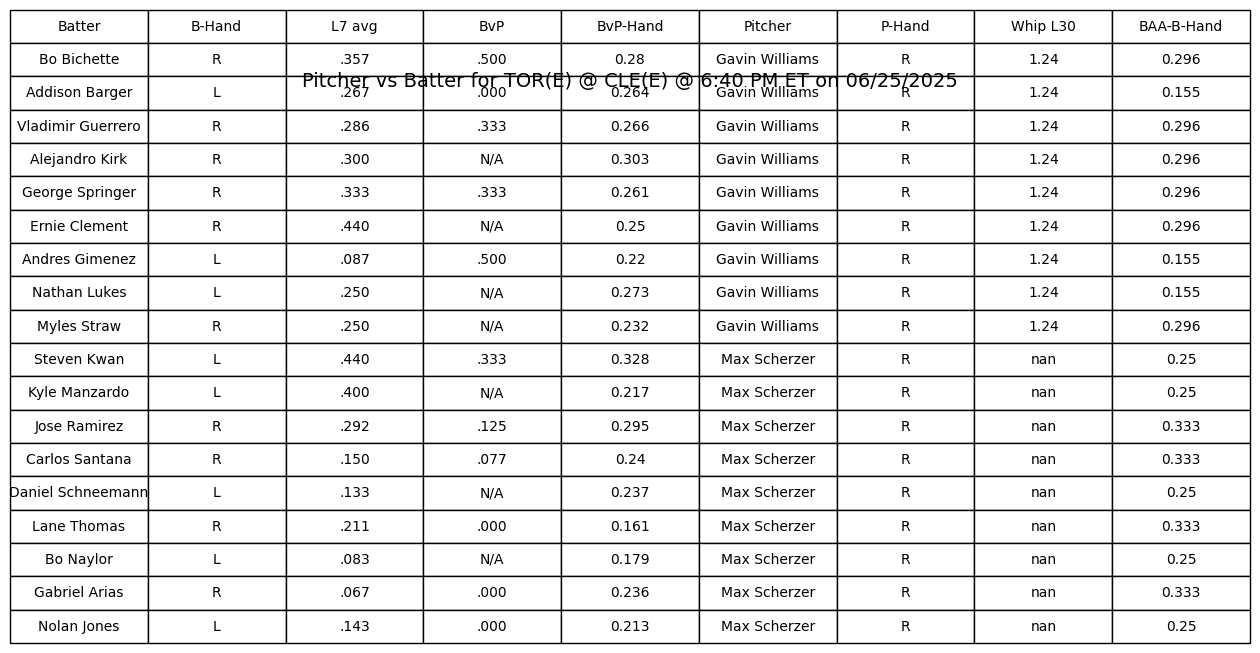 Batter B-Hand L7 avg BvP BvP-Hand Pitcher P-Hand Whip L30 BAA-B-Hand
Bo Bichette R .357 .500 0.28 Gavin Williams R 1.24 0.296
Pitcher vs Batter for TOR(E) @ CLE(E) @ 6:40 PM ET on 06/25/2025
Addison Barger L .267 .000 0.264 Gavin Williams R 1.24 0.155
Vladimir Guerrero R .286 .333 0.266 Gavin Williams R 1.24 0.296
Alejandro Kirk R .300 N/A 0.303 Gavin Williams R 1.24 0.296
George Springer R .333 .333 0.261 Gavin Williams R 1.24 0.296
Ernie Clement R .440 N/A 0.25 Gavin Williams R 1.24 0.296
Andres Gimenez L .087 .500 0.22 Gavin Williams R 1.24 0.155
Nathan Lukes L .250 N/A 0.273 Gavin Williams R 1.24 0.155
Myles Straw R .250 N/A 0.232 Gavin Williams R 1.24 0.296
Steven Kwan L .440 .333 0.328 Max Scherzer R nan 0.25
Kyle Manzardo L .400 N/A 0.217 Max Scherzer R nan 0.25
Jose Ramirez R .292 .125 0.295 Max Scherzer R nan 0.333
Carlos Santana R .150 .077 0.24 Max Scherzer R nan 0.333
Daniel Schneemann L .133 N/A 0.237 Max Scherzer R nan 0.25
Lane Thomas R .211 .000 0.161 Max Scherzer R nan 0.333
Bo Naylor L .083 N/A 0.179 Max Scherzer R nan 0.25
Gabriel Arias R .067 .000 0.236 Max Scherzer R nan 0.333
Nolan Jones L .143 .000 0.213 Max Scherzer R nan 0.25